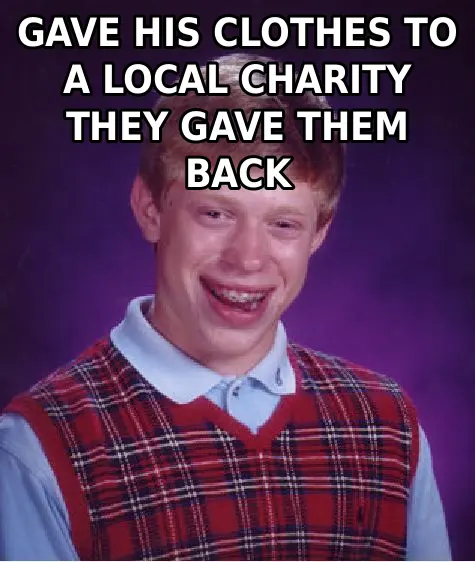 GAVE HIS CLOTHES TO
A LOCAL CHARITY
THEY GAVE THEM
BACK